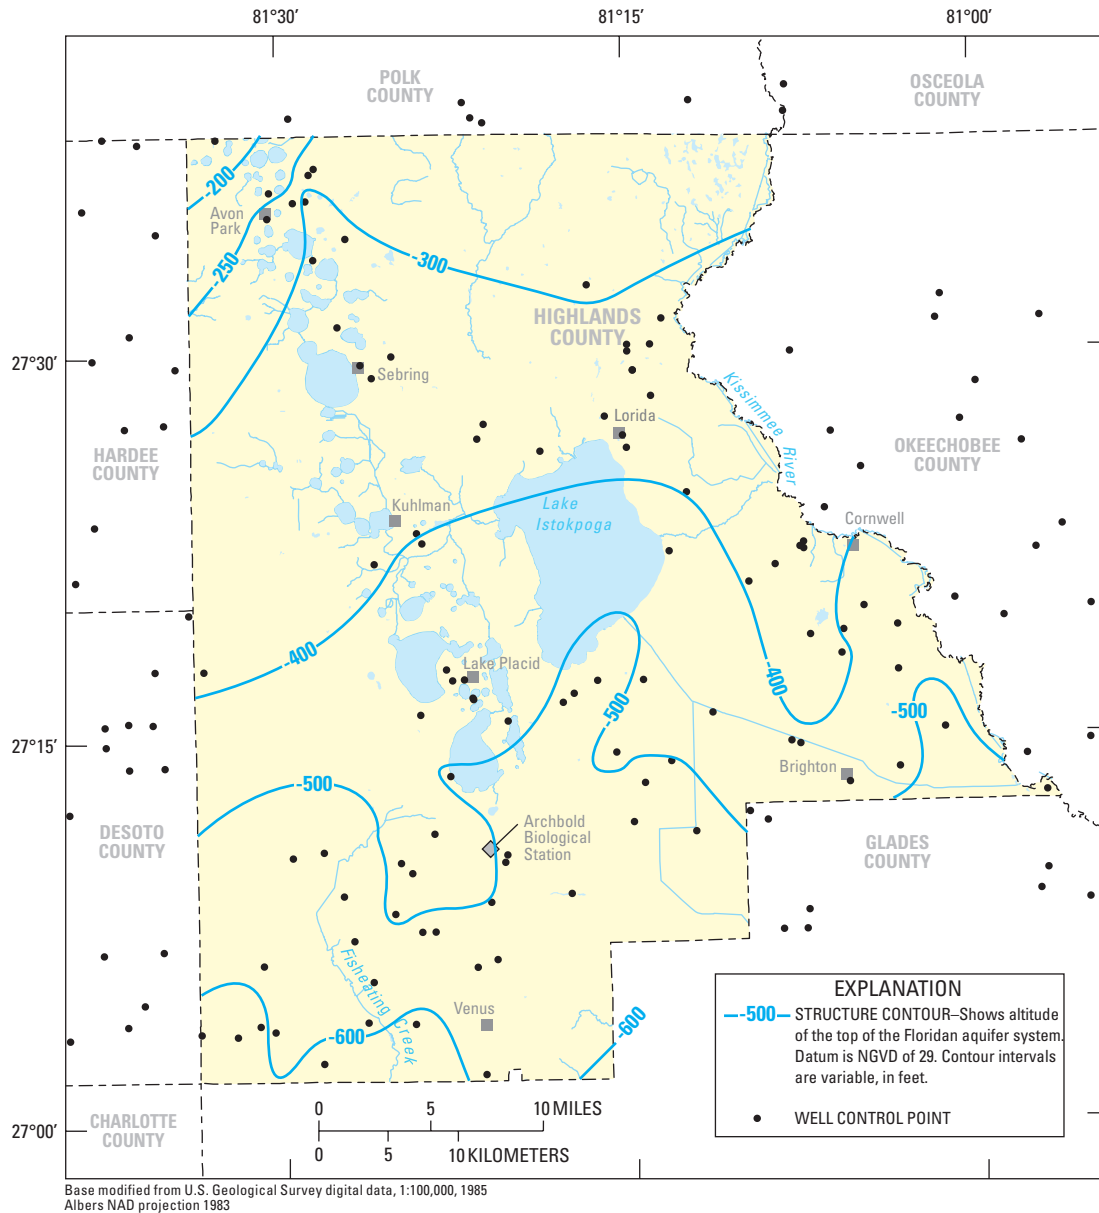 81°30′
81°15′
81°00′
POLK
COUNTY
OSCEOLA
COUNTY
-200
Avon
Park
-250
-300
HIGHLANDS
COUNTY
27°30′
Sebring
Kissimmee River
Lorida
HARDEE
COUNTY
OKEECHOBEE
COUNTY
Kuhlman
Lake
Istokpoga
Cornwell
-400
Lake Placid
-400
-500
-500
27°15′
Brighton
-500
DESOTO
COUNTY
Archbold
Biological
Station
GLADES
COUNTY
Fisheating Creek
Venus
-600
-600
EXPLANATION
-500 STRUCTURE CONTOUR–Shows altitude
of the top of the Floridan aquifer system.
Datum is NGVD of 29. Contour intervals
are variable, in feet.
WELL CONTROL POINT
27°00′
CHARLOTTE
COUNTY
0 5 10 MILES
0 5 10 KILOMETERS
Base modified from U.S. Geological Survey digital data, 1:100,000, 1985
Albers NAD projection 1983